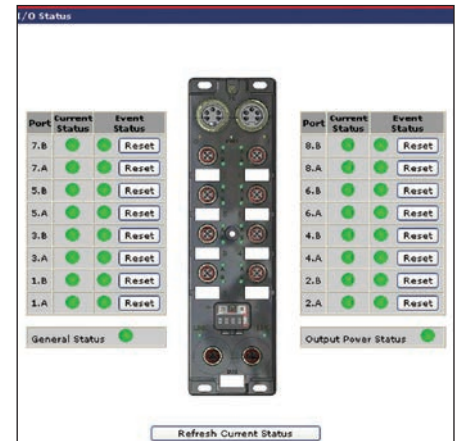 I/O Status
Port Current Status Event Status
7.B Reset
7.A Reset
5.B Reset
5.A Reset
3.B Reset
3.A Reset
1.B Reset
1.A Reset
General Status
Port Current Status Event Status
8.B Reset
8.A Reset
6.B Reset
6.A Reset
4.B Reset
4.A Reset
2.B Reset
2.A Reset
Output Power Status
Refresh Current Status